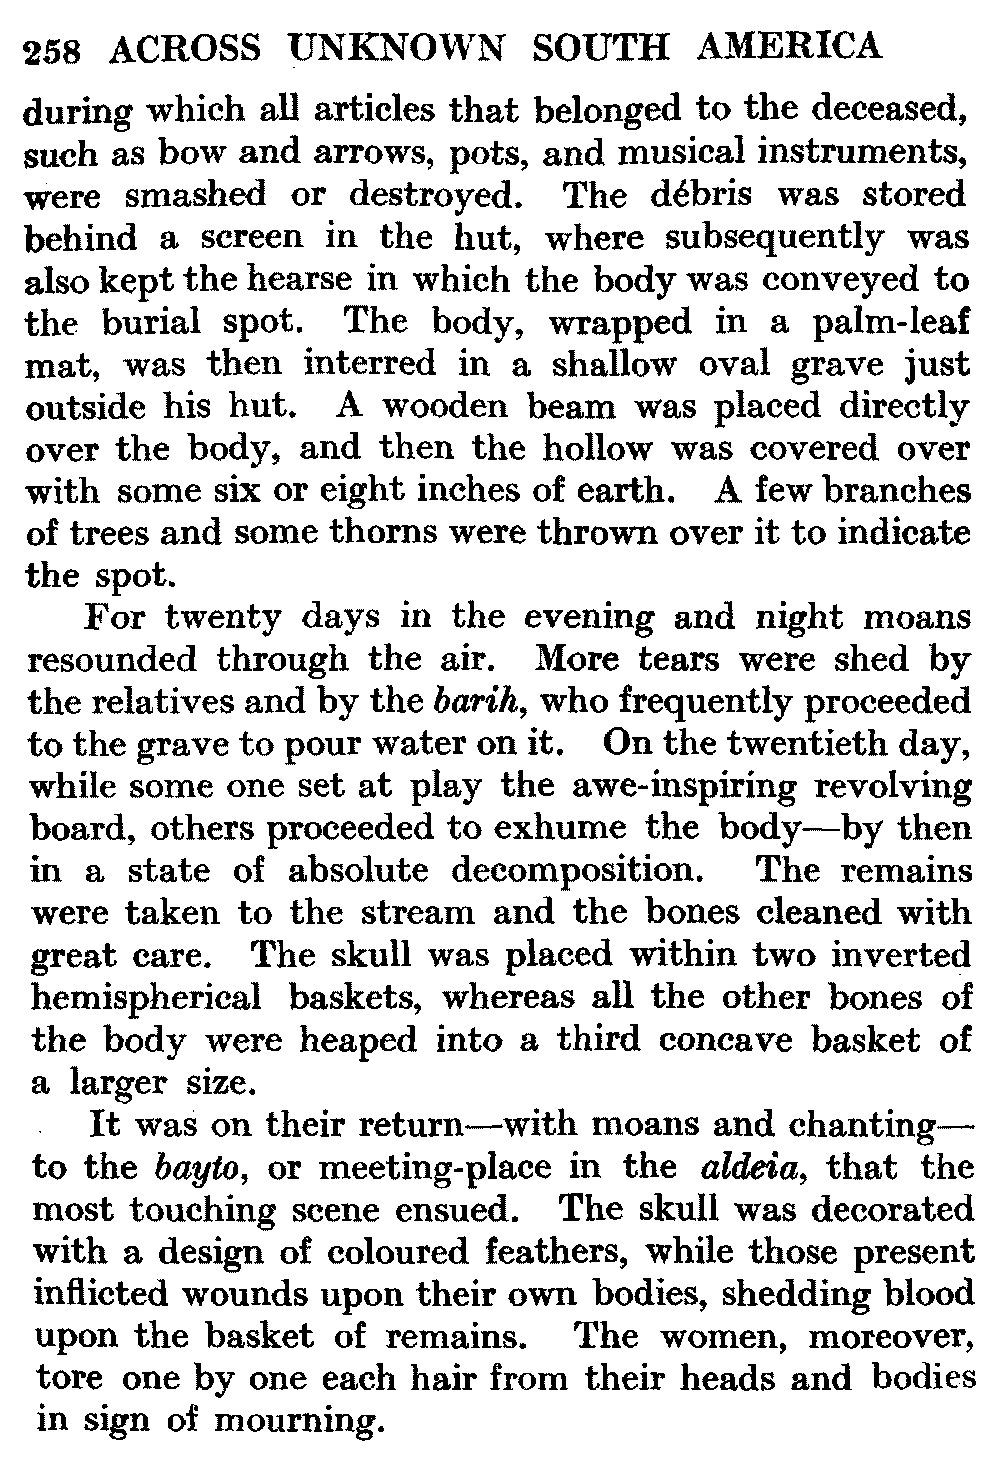 258 ACROSS UNKNOWN SOUTH AMERICA
during which all articles that belonged to the deceased,
such as bow and arrows, pots, and musical instruments,
were smashed or destroyed. The débris was stored
behind a screen in the hut, where subsequently was
also kept the hearse in which the body was conveyed to
the burial spot. The body, wrapped in a palm-leaf
mat, was then interred in a shallow oval grave just
outside his hut. A wooden beam was placed directly
over the body, and then the hollow was covered over
with some six or eight inches of earth. A few branches
of trees and some thorns were thrown over it to indicate
the spot.
For twenty days in the evening and night moans
resounded through the air. More tears were shed by
the relatives and by the barih, who frequently proceeded
to the grave to pour water on it. On the twentieth day,
while some one set at play the awe-inspiring revolving
board, others proceeded to exhume the body—by then
in a state of absolute decomposition. The remains
were taken to the stream and the bones cleaned with
great care. The skull was placed within two inverted
hemispherical baskets, whereas all the other bones of
the body were heaped into a third concave basket of
a larger size.
It was on their return—with moans and chanting—
to the bayto, or meeting-place in the aldeia, that the
most touching scene ensued. The skull was decorated
with a design of coloured feathers, while those present
inflicted wounds upon their own bodies, shedding blood
upon the basket of remains. The women, moreover,
tore one by one each hair from their heads and bodies
in sign of mourning.